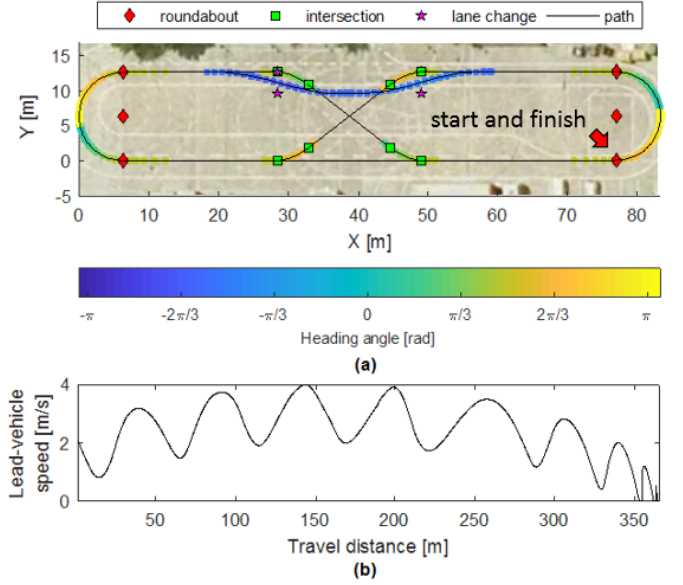 roundabout intersection lane change path
15
10
5
0
-5
Y [m]
start and finish
0 10 20 30 40 50 60 70 80
X [m]
-π -2π/3 -π/3 0 π/3 2π/3 π
Heading angle [rad]
(a)
4
2
0
Lead-vehicle
speed [m/s]
50 100 150 200 250 300 350
Travel distance [m]
(b)